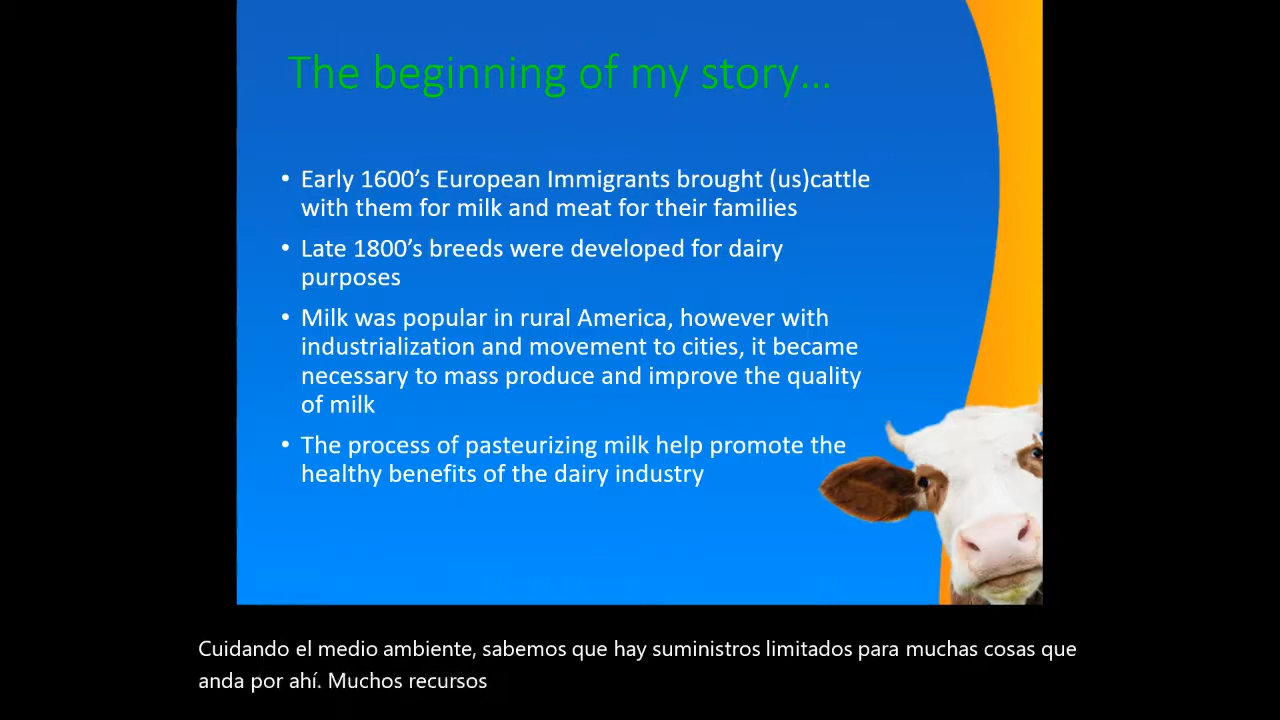 The beginning of my story...
• Early 1600’s European Immigrants brought (us)cattle
with them for milk and meat for their families
• Late 1800’s breeds were developed for dairy
purposes
• Milk was popular in rural America, however with
industrialization and movement to cities, it became
necessary to mass produce and improve the quality
of milk
• The process of pasteurizing milk help promote the
healthy benefits of the dairy industry
Cuidando el medio ambiente, sabemos que hay suministros limitados para muchas cosas que
anda por ahí. Muchos recursos